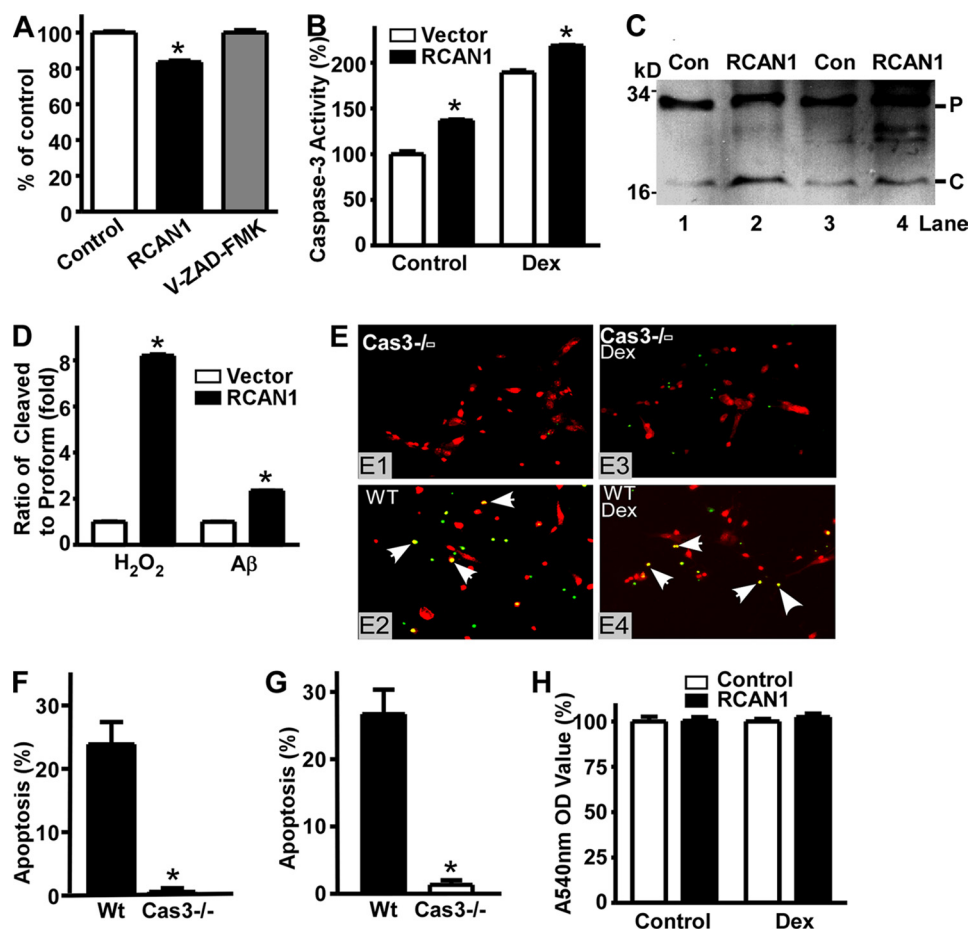 A
% of control
100
80
60
40
20
0
*
Control
RCAN1
V-ZAD-FMK
B
Caspase-3 Activity (%)
200
150
100
50
0
Vector
RCAN1
*
*
Control
Dex
C
kD
Con RCAN1 Con RCAN1
34
16
P
C
1 2 3 4 Lane
D
Ratio of Cleaved
to Proform (fold)
8
6
4
2
0
*
*
Vector
RCAN1
H2O2
Aβ
E
Cas3-/-
E1
Cas3-/-
Dex
E3
WT
E2
WT
Dex
E4
F
Apoptosis (%)
30
20
10
0
*
Wt Cas3-/-
G
Apoptosis (%)
30
20
10
0
*
Wt Cas3-/-
H
Control
RCAN1
A540nm OD Value (%)
100
75
50
25
0
Control
Dex